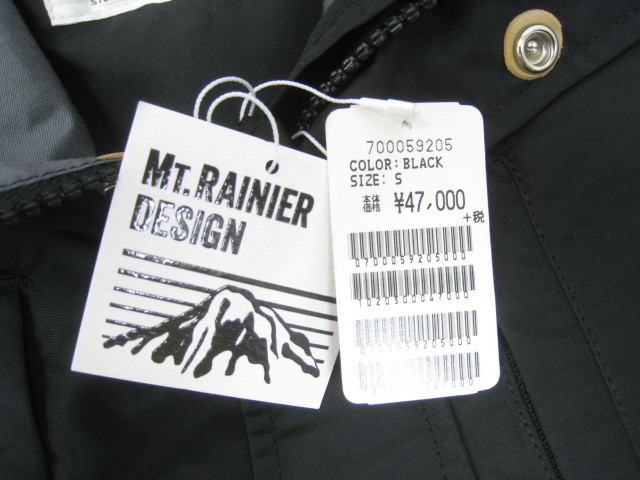 MT. RAINIER
DESIGN
700059205
COLOR: BLACK
SIZE: S
本体
価格 ¥47,000
+税